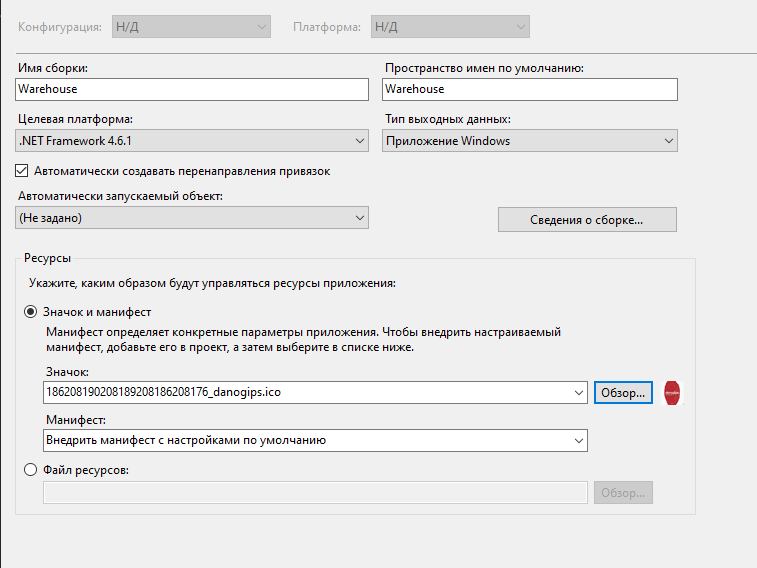 Конфигурация: Н/Д Платформа: Н/Д
Имя сборки: Пространство имен по умолчанию:
Warehouse Warehouse
Целевая платформа: Тип выходных данных:
.NET Framework 4.6.1 Приложение Windows
Автоматически создавать перенаправления привязок
Автоматически запускаемый объект:
(Не задано) Сведения о сборке...
Ресурсы
Укажите, каким образом будут управляться ресурсы приложения:
Значок и манифест
Манифест определяет конкретные параметры приложения. Чтобы внедрить настраиваемый
манифест, добавьте его в проект, а затем выберите в списке ниже.
Значок:
186208190208189208186208176_danogips.ico Обзор...
Манифест:
Внедрить манифест с настройками по умолчанию
Файл ресурсов:
Обзор...